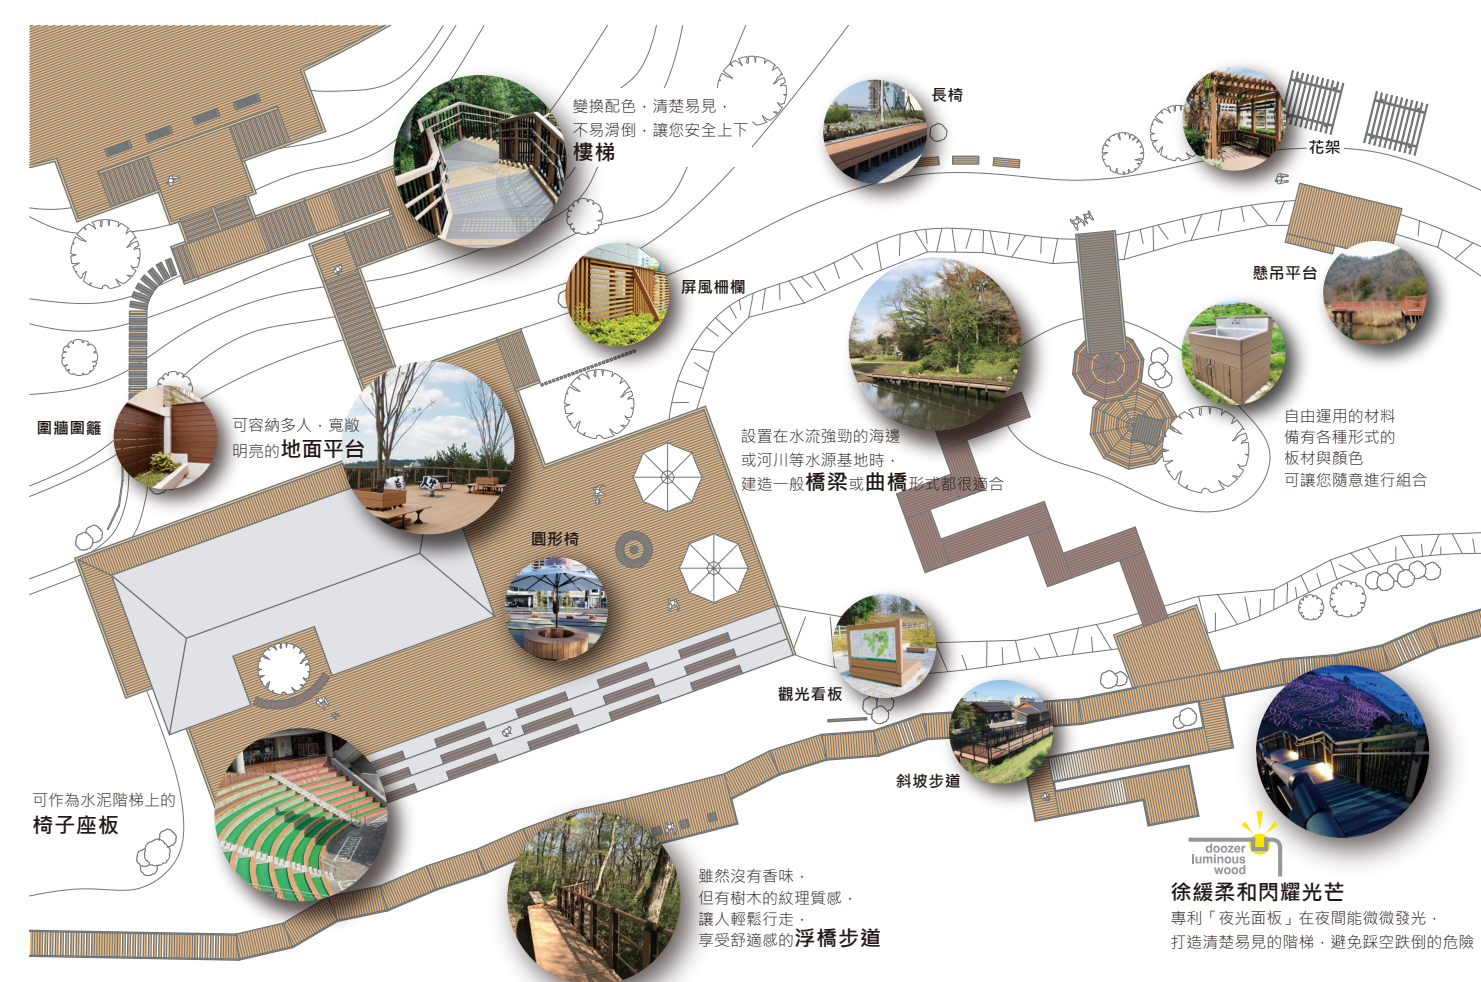 變換配色，清楚易見，
不易滑倒，讓您安全上下
樓梯
長椅
花架
屏風柵欄
懸吊平台
圍牆圍籬
可容納多人，寬敞
明亮的地面平台
設置在水流強勁的海邊
或河川等水源基地時，
建造一般橋梁或曲橋形式都很適合
自由運用的材料
備有各種形式的
板材與顏色
可讓您隨意進行組合
圓形椅
觀光看板
斜坡步道
可作為水泥階梯上的
椅子座板
雖然沒有香味，
但有樹木的紋理質感，
讓人輕鬆行走，
享受舒適感的浮橋步道
doozer
luminous
wood
徐緩柔和閃耀光芒
專利「夜光面板」在夜間能微微發光，
打造清楚易見的階梯，避免踩空跌倒的危險